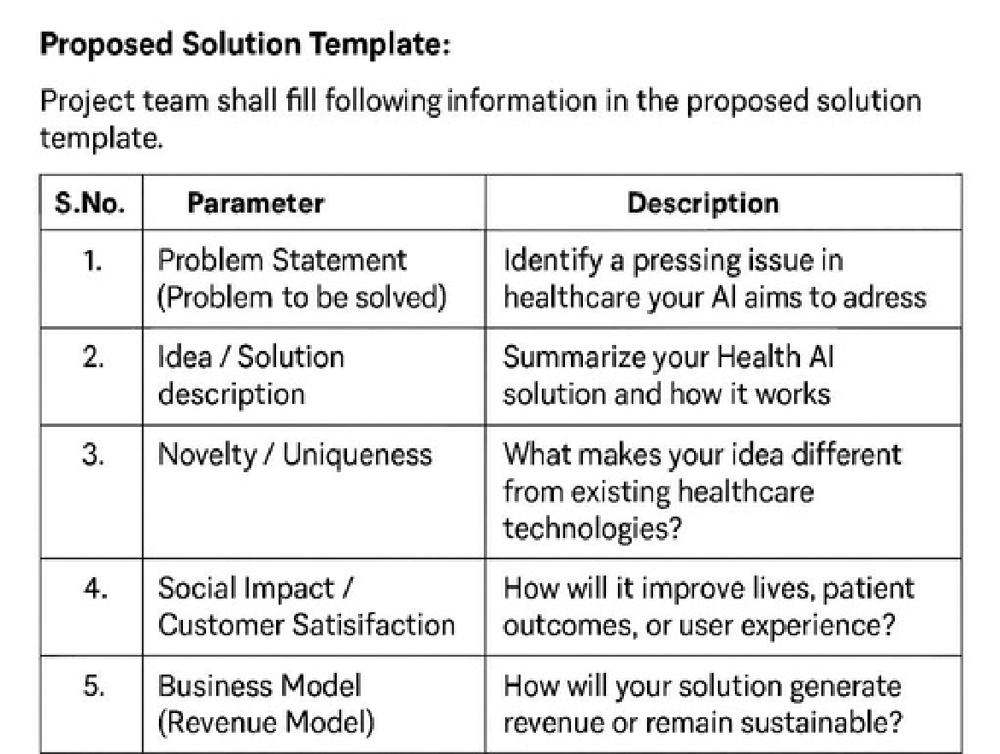 Proposed Solution Template:
Project team shall fill following information in the proposed solution
template.
S.No. Parameter Description
1. Problem Statement Identify a pressing issue in
(Problem to be solved) healthcare your AI aims to adress
2. Idea / Solution Summarize your Health AI
description solution and how it works
3. Novelty / Uniqueness What makes your idea different
from existing healthcare
technologies?
4. Social Impact / How will it improve lives, patient
Customer Satisifaction outcomes, or user experience?
5. Business Model How will your solution generate
(Revenue Model) revenue or remain sustainable?